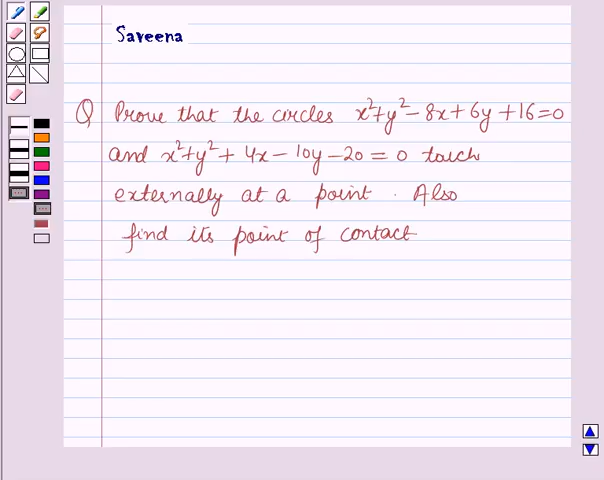 Saveena
Q Prove that the circles x²+y²-8x+6y+16=0
and x²+y²+4x-10y-20=0 touch
externally at a point. Also
find its point of contact